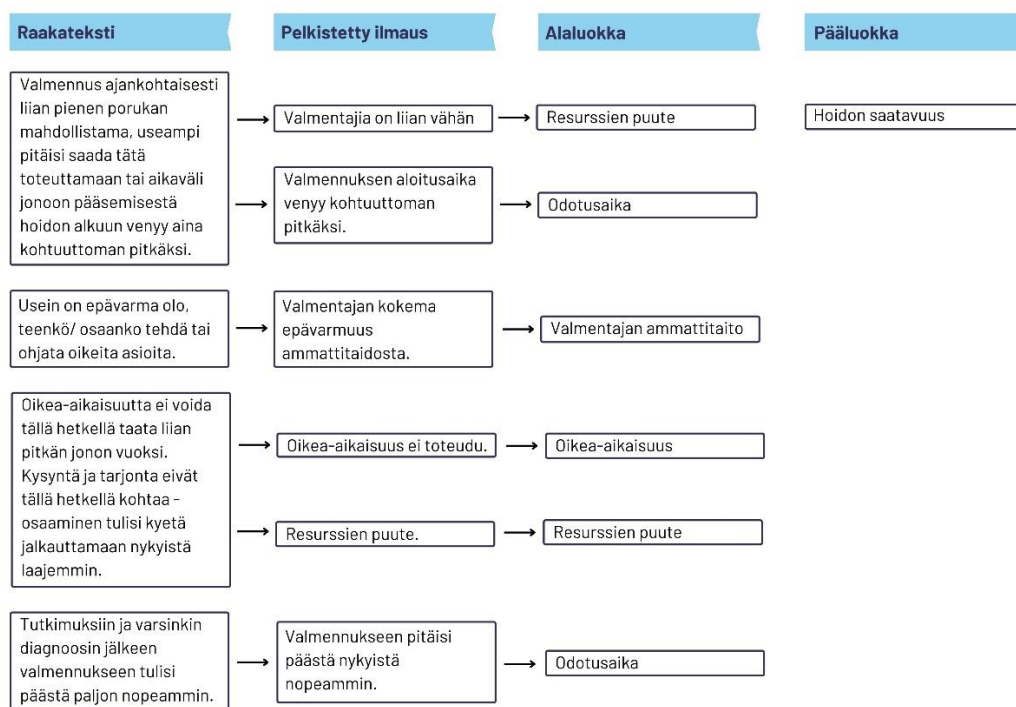 Raakateksti
Pelkistetty ilmaus
Alaluokka
Pääluokka
Valmennus ajankohtaisesti
liian pienen porukan
mahdollistama, useampi
pitäisi saada tätä
toteuttamaan tai aikaväli
jonoon pääsemisestä
hoidon alkuun venyy aina
kohtuuttoman pitkäksi.
Valmentajia on liian vähän
Resurssien puute
Hoidon saatavuus
Valmennuksen aloitusaika
venyy kohtuuttoman
pitkäksi.
Odotusaika
Usein on epävarma olo,
teenkö/ osaanko tehdä tai
ohjata oikeita asioita.
Valmentajan kokema
epävarmuus
ammattitaidosta.
Valmentajan ammattitaito
Oikea-aikaisuutta ei voida
tällä hetkellä taata liian
pitkän jonon vuoksi.
Kysyntä ja tarjonta eivät
tällä hetkellä kohtaa -
osaaminen tulisi kyetä
jalkauttamaan nykyistä
laajemmin.
Oikea-aikaisuus ei toteudu.
Oikea-aikaisuus
Resurssien puute.
Resurssien puute
Tutkimuksiin ja varsinkin
diagnoosin jälkeen
valmennukseen tulisi
päästä paljon nopeammin.
Valmennukseen pitäisi
päästä nykyistä
nopeammin.
Odotusaika